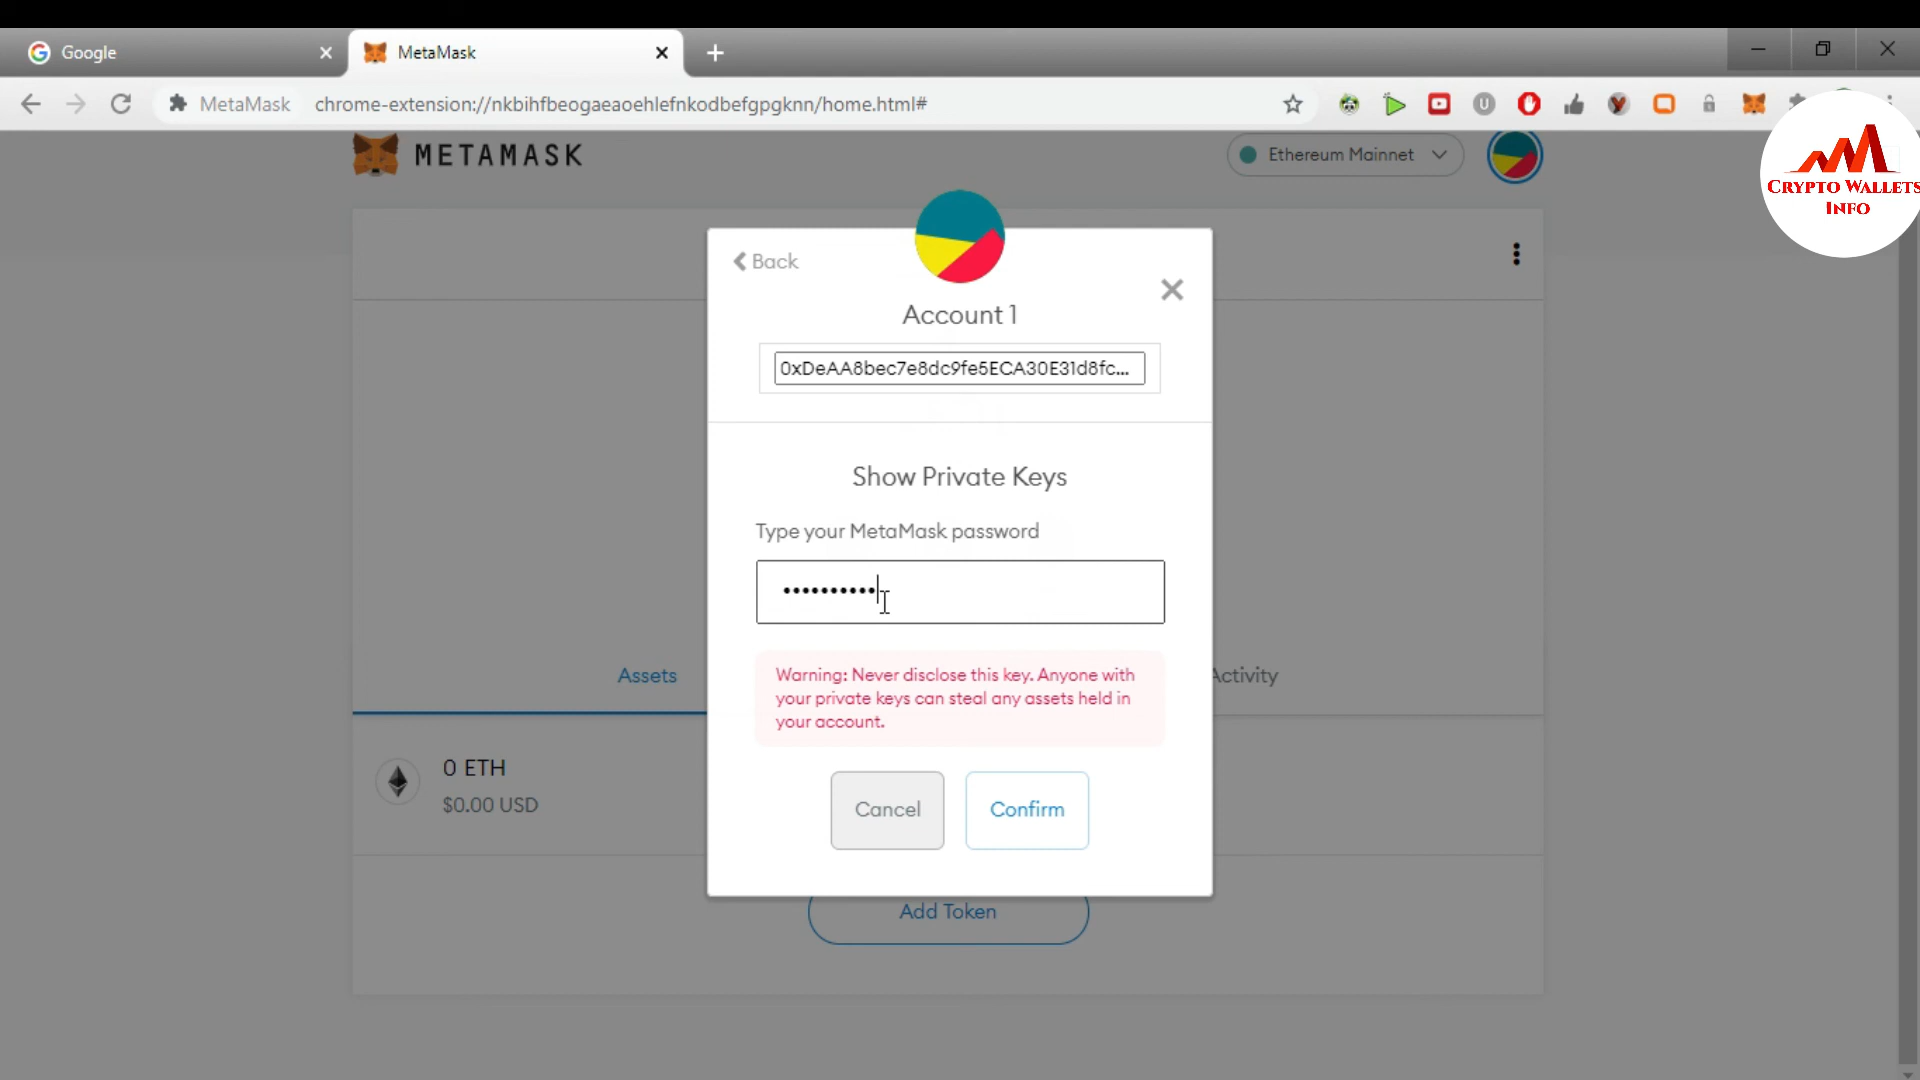 Google
MetaMask
MetaMask chrome-extension://nkbihfbeogaeaoehlefnkodbefgpgknn/home.html#
METAMASK
Ethereum Mainnet
CRYPTO WALLETS
INFO
Back
Account 1
0xDeAA8bec7e8dc9fe5ECA30E31d8fc...
Show Private Keys
Type your MetaMask password
••••••••••
Warning: Never disclose this key. Anyone with
your private keys can steal any assets held in
your account.
Cancel Confirm
Assets
Activity
0 ETH
$0.00 USD
Add Token